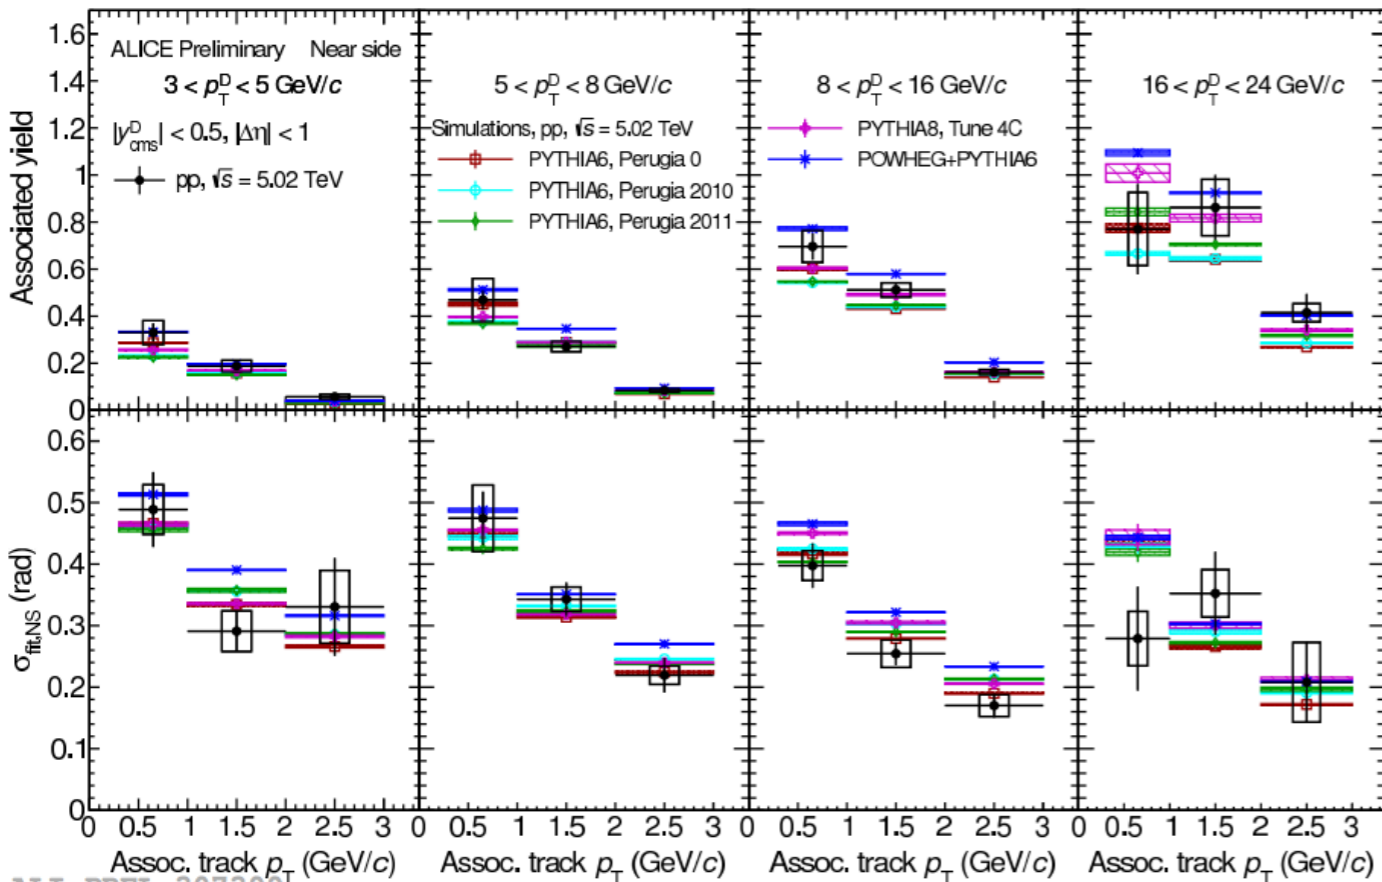 ALICE Preliminary Near side
3 < p_T^D < 5 GeV/c
5 < p_T^D < 8 GeV/c
8 < p_T^D < 16 GeV/c
16 < p_T^D < 24 GeV/c
|y_cms^D| < 0.5, |Δη| < 1
pp, √s = 5.02 TeV
Simulations, pp, √s = 5.02 TeV
PYTHIA6, Perugia 0
PYTHIA6, Perugia 2010
PYTHIA6, Perugia 2011
PYTHIA8, Tune 4C
POWHEG+PYTHIA6
Associated yield
1.6
1.4
1.2
1
0.8
0.6
0.4
0.2
0
σ_fit,NS (rad)
0.6
0.5
0.4
0.3
0.2
0.1
0
0 0.5 1 1.5 2 2.5 3 0 0.5 1 1.5 2 2.5 3 0 0.5 1 1.5 2 2.5 3 0 0.5 1 1.5 2 2.5 3
Assoc. track p_T (GeV/c) Assoc. track p_T (GeV/c) Assoc. track p_T (GeV/c) Assoc. track p_T (GeV/c)